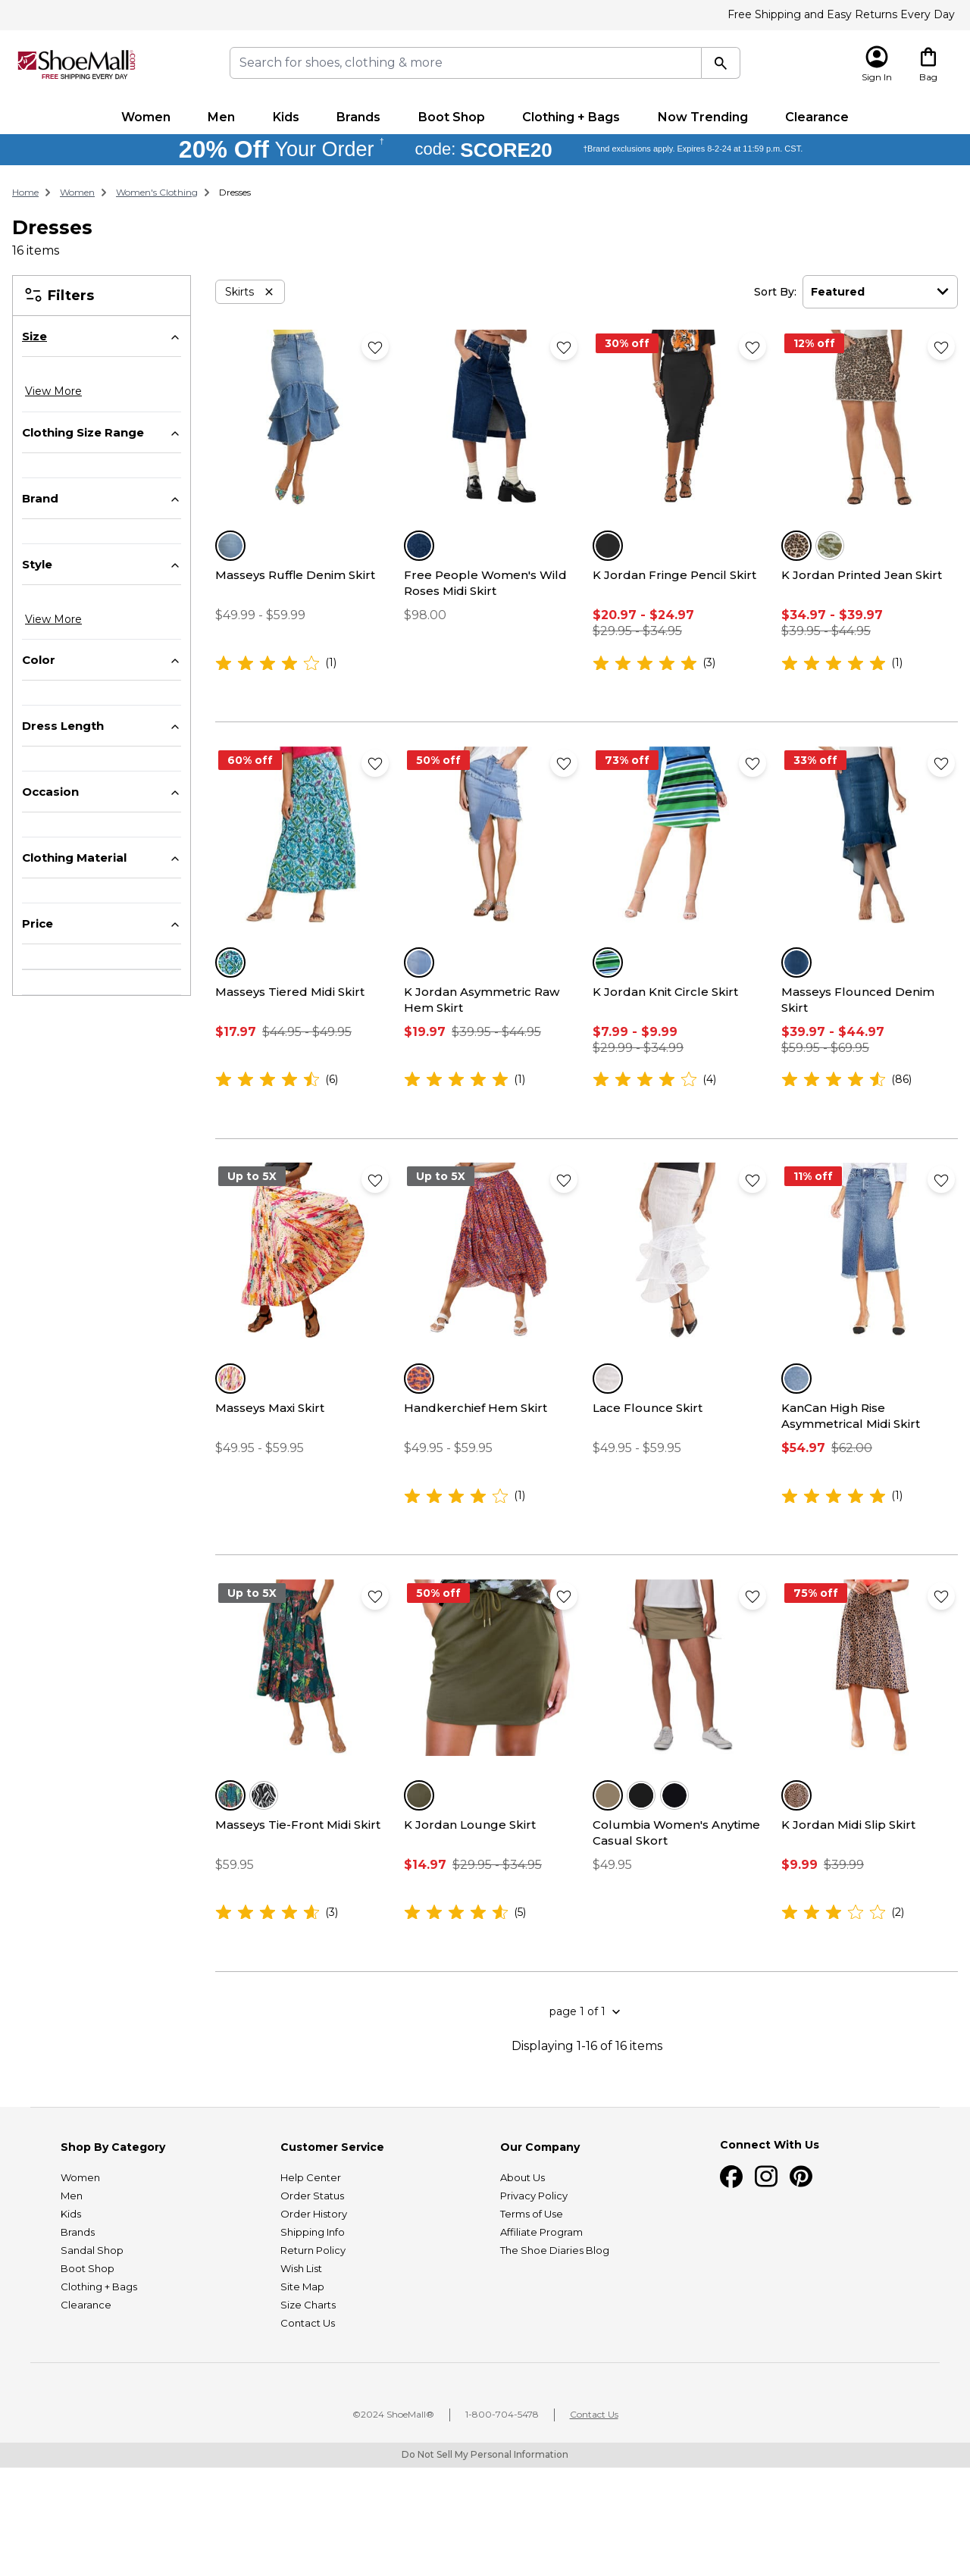 Free Shipping and Easy Returns Every Day
ShoeMall.com
FREE SHIPPING EVERY DAY
Search for shoes, clothing & more
Sign In
Bag
Women Men Kids Brands Boot Shop Clothing + Bags Now Trending Clearance
20% Off Your Order † code: SCORE20 †Brand exclusions apply. Expires 8-2-24 at 11:59 p.m. CST.
Home Women Women's Clothing Dresses
Dresses
16 items
Filters
Size
View More
Clothing Size Range
Brand
Style
View More
Color
Dress Length
Occasion
Clothing Material
Price
Skirts
Sort By: Featured
Masseys Ruffle Denim Skirt
$49.99 - $59.99
(1)
Free People Women's Wild
Roses Midi Skirt
$98.00
30% off
K Jordan Fringe Pencil Skirt
$20.97 - $24.97
$29.95 - $34.95
(3)
12% off
K Jordan Printed Jean Skirt
$34.97 - $39.97
$39.95 - $44.95
(1)
60% off
Masseys Tiered Midi Skirt
$17.97 $44.95 - $49.95
(6)
50% off
K Jordan Asymmetric Raw
Hem Skirt
$19.97 $39.95 - $44.95
(1)
73% off
K Jordan Knit Circle Skirt
$7.99 - $9.99
$29.99 - $34.99
(4)
33% off
Masseys Flounced Denim
Skirt
$39.97 - $44.97
$59.95 - $69.95
(86)
Up to 5X
Masseys Maxi Skirt
$49.95 - $59.95
Up to 5X
Handkerchief Hem Skirt
$49.95 - $59.95
(1)
Lace Flounce Skirt
$49.95 - $59.95
11% off
KanCan High Rise
Asymmetrical Midi Skirt
$54.97 $62.00
(1)
Up to 5X
Masseys Tie-Front Midi Skirt
$59.95
(3)
50% off
K Jordan Lounge Skirt
$14.97 $29.95 - $34.95
(5)
Columbia Women's Anytime
Casual Skort
$49.95
75% off
K Jordan Midi Slip Skirt
$9.99 $39.99
(2)
page 1 of 1
Displaying 1-16 of 16 items
Shop By Category
Women
Men
Kids
Brands
Sandal Shop
Boot Shop
Clothing + Bags
Clearance
Customer Service
Help Center
Order Status
Order History
Shipping Info
Return Policy
Wish List
Site Map
Size Charts
Contact Us
Our Company
About Us
Privacy Policy
Terms of Use
Affiliate Program
The Shoe Diaries Blog
Connect With Us
©2024 ShoeMall® 1-800-704-5478 Contact Us
Do Not Sell My Personal Information